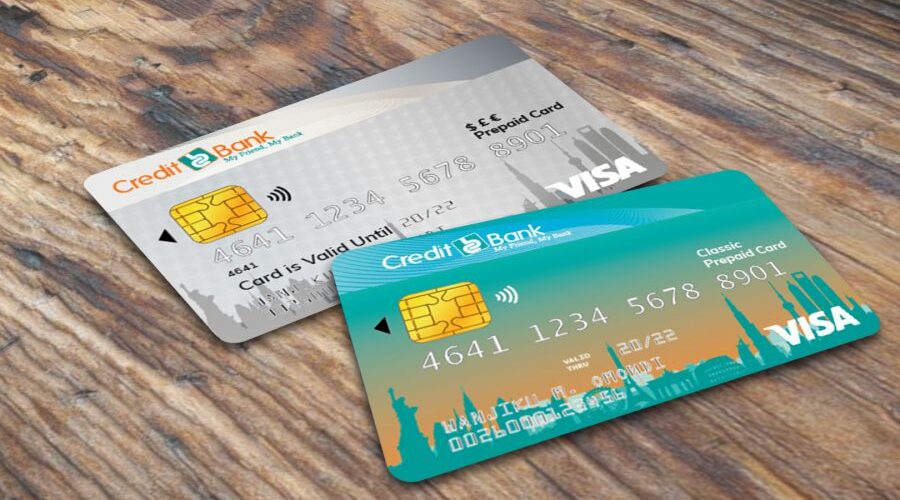 Credit Bank
My Friend, My Bank
$ £ €
Prepaid Card
4641 1234 5678 8901
4641
Card is Valid Until 20/22
VISA
Credit Bank
My Friend, My Bank
Classic
Prepaid Card
4641 1234 5678 8901
VALID
THRU
20/22
WANJIKU M. OMONDI
VISA